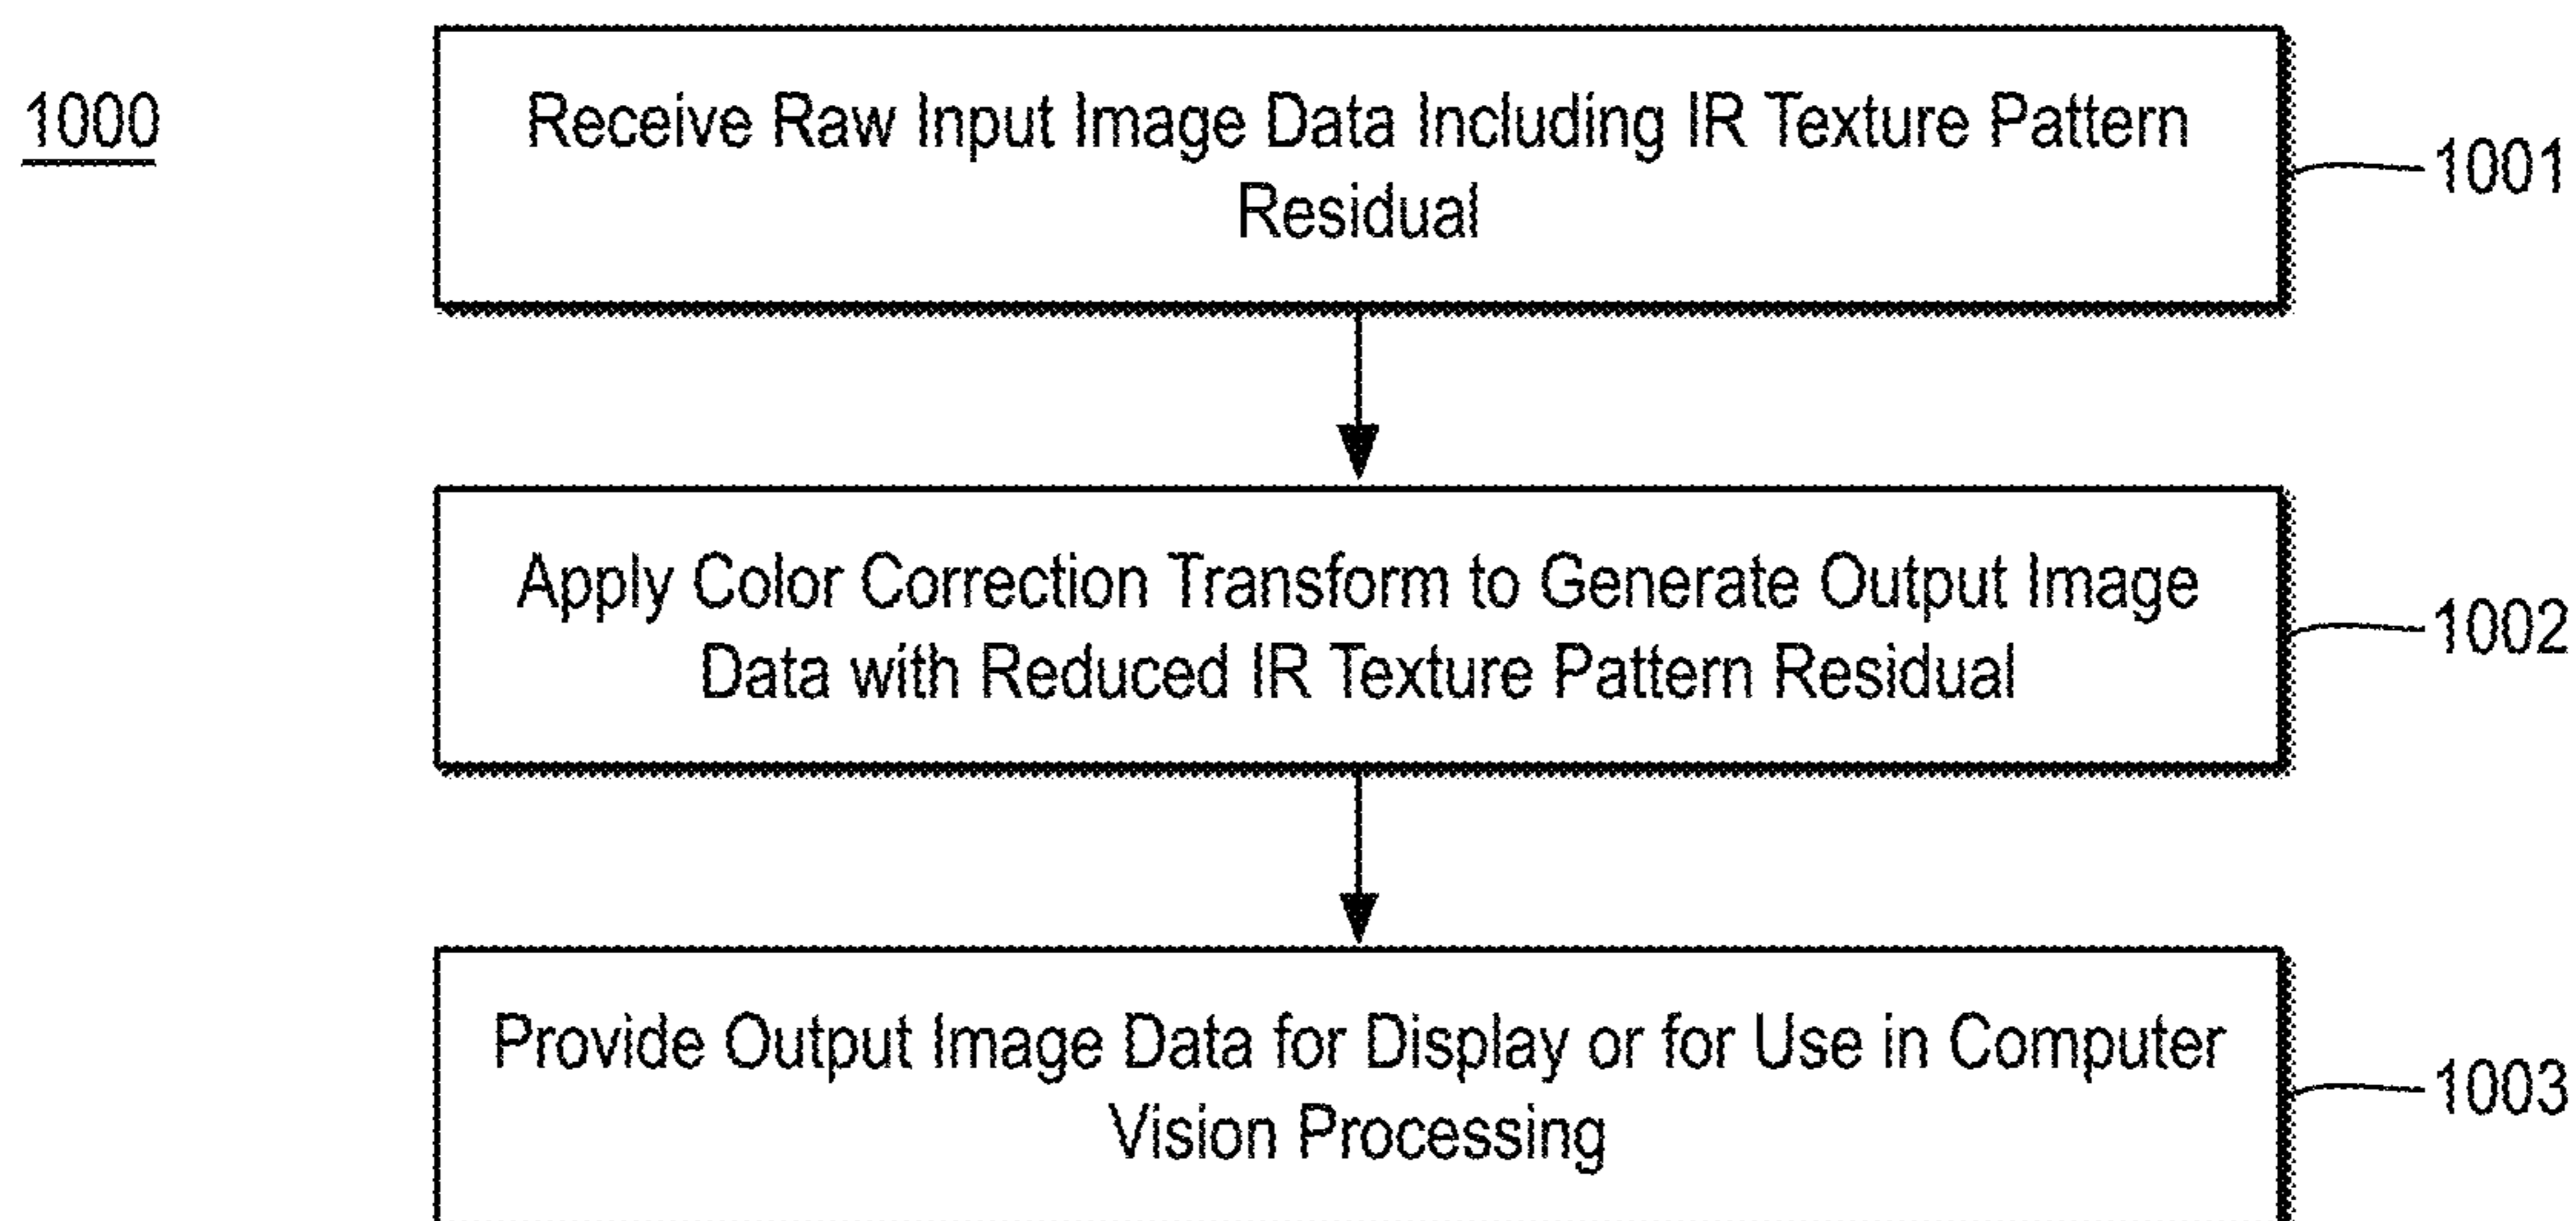 1000
Receive Raw Input Image Data Including IR Texture Pattern
Residual
1001
Apply Color Correction Transform to Generate Output Image
Data with Reduced IR Texture Pattern Residual
1002
Provide Output Image Data for Display or for Use in Computer
Vision Processing
1003